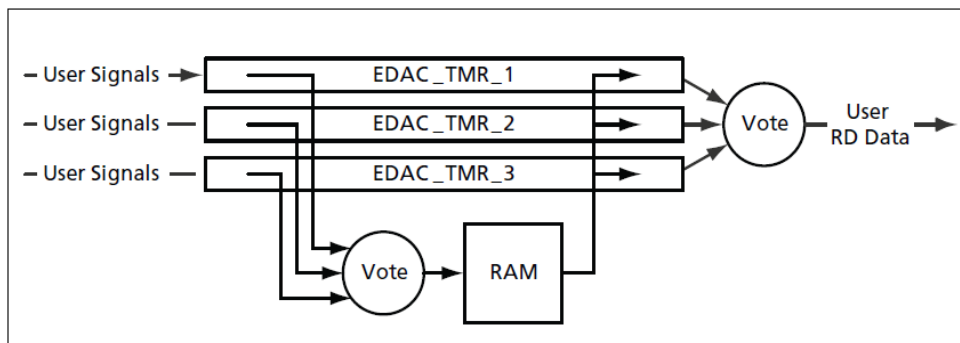 User Signals
EDAC_TMR_1
User Signals
EDAC_TMR_2
User Signals
EDAC_TMR_3
Vote
User
RD Data
Vote
RAM